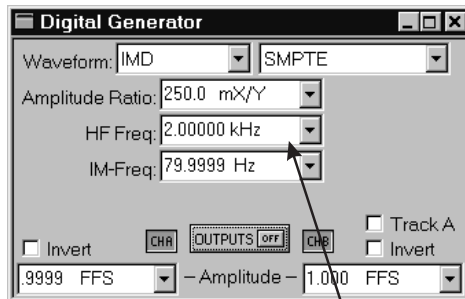 Digital Generator
Waveform: IMD SMPTE
Amplitude Ratio: 250.0 mX/Y
HF Freq: 2.00000 kHz
IM-Freq: 79.9999 Hz
Track A
Invert CHA OUTPUTS OFF CHB Invert
.9999 FFS – Amplitude – 1.000 FFS